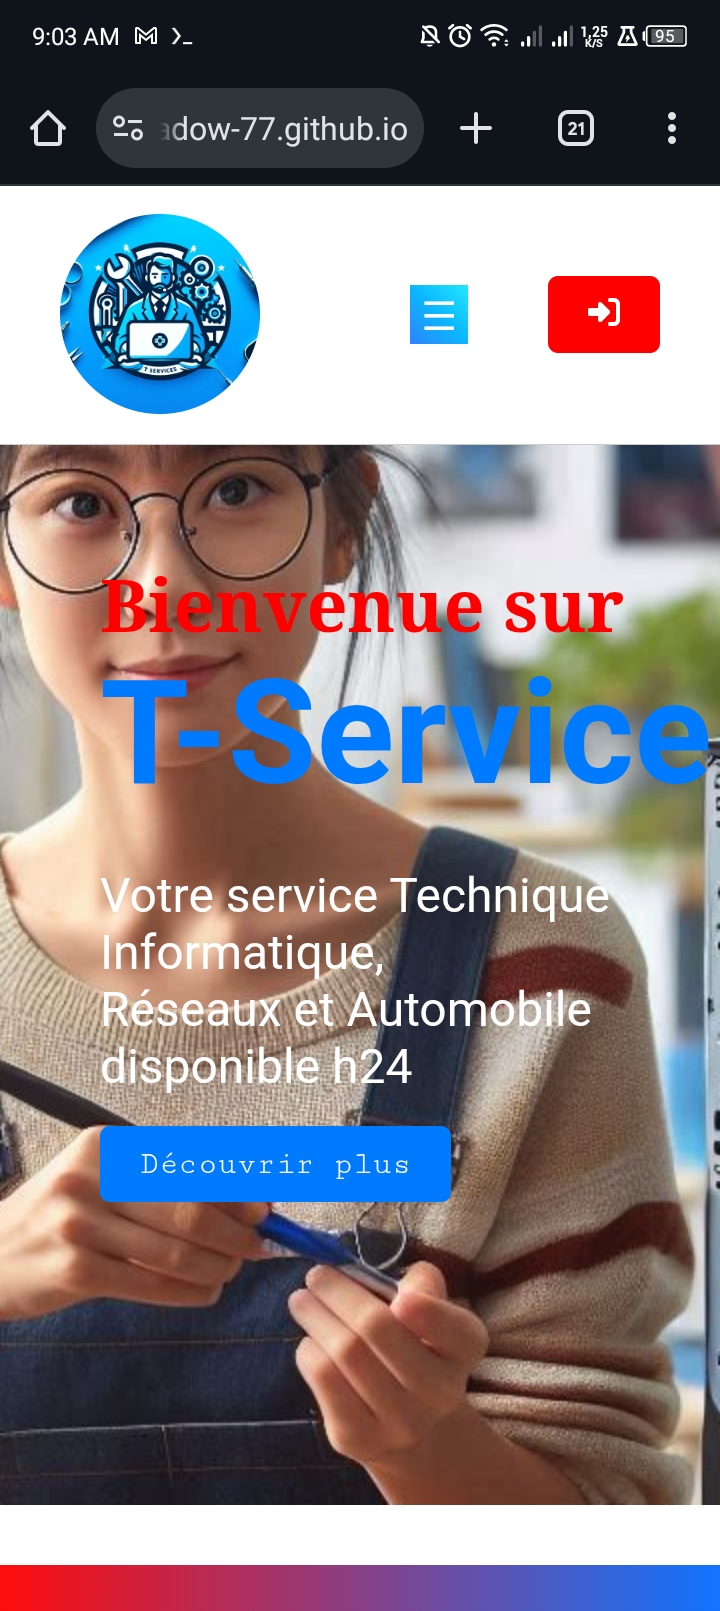 9:03 AM
1,25
K/S
95
adow-77.github.io
21
T SERVICES
Bienvenue sur
T-Service
Votre service Technique
Informatique,
Réseaux et Automobile
disponible h24
Découvrir plus